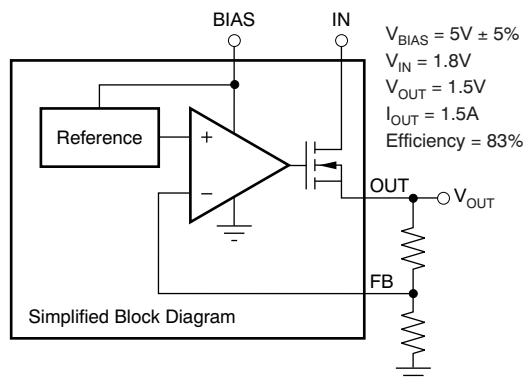 BIAS
IN
V_BIAS = 5V ± 5%
V_IN = 1.8V
V_OUT = 1.5V
I_OUT = 1.5A
Efficiency = 83%
Reference
+
−
OUT
V_OUT
FB
Simplified Block Diagram